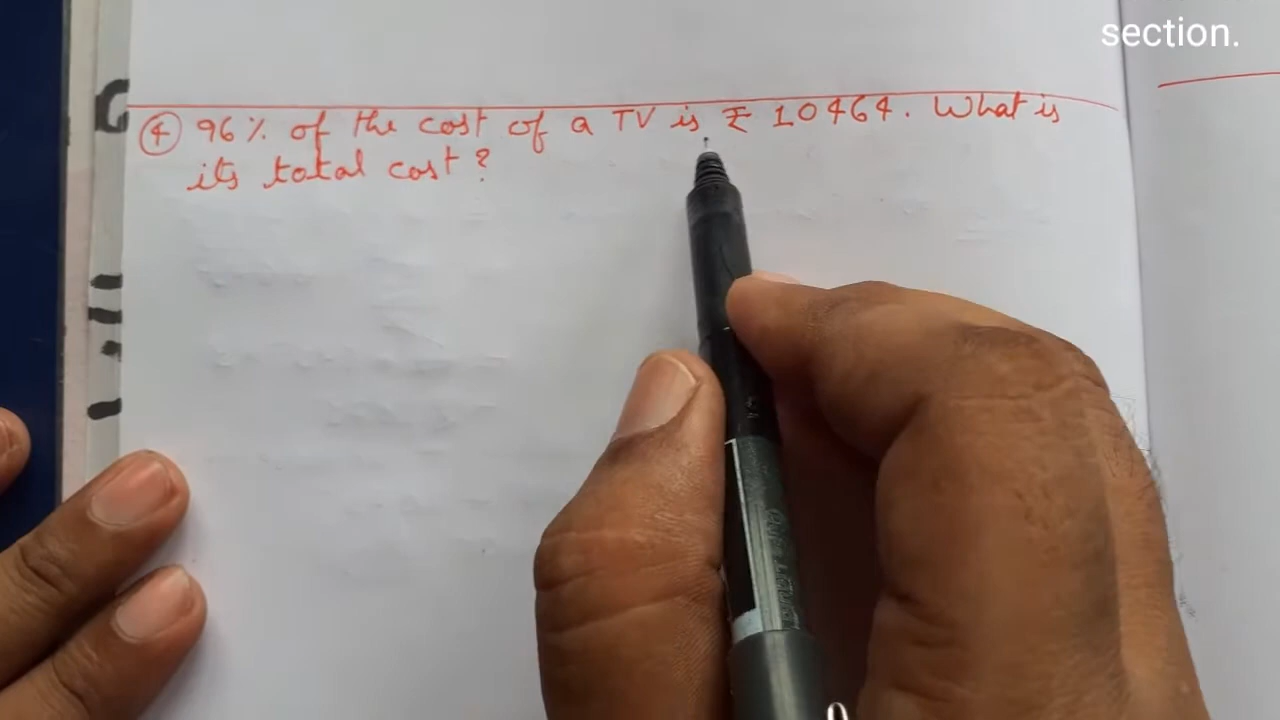 section.
④ 96% of the cost of a TV is ₹ 10464. What is
its total cost?